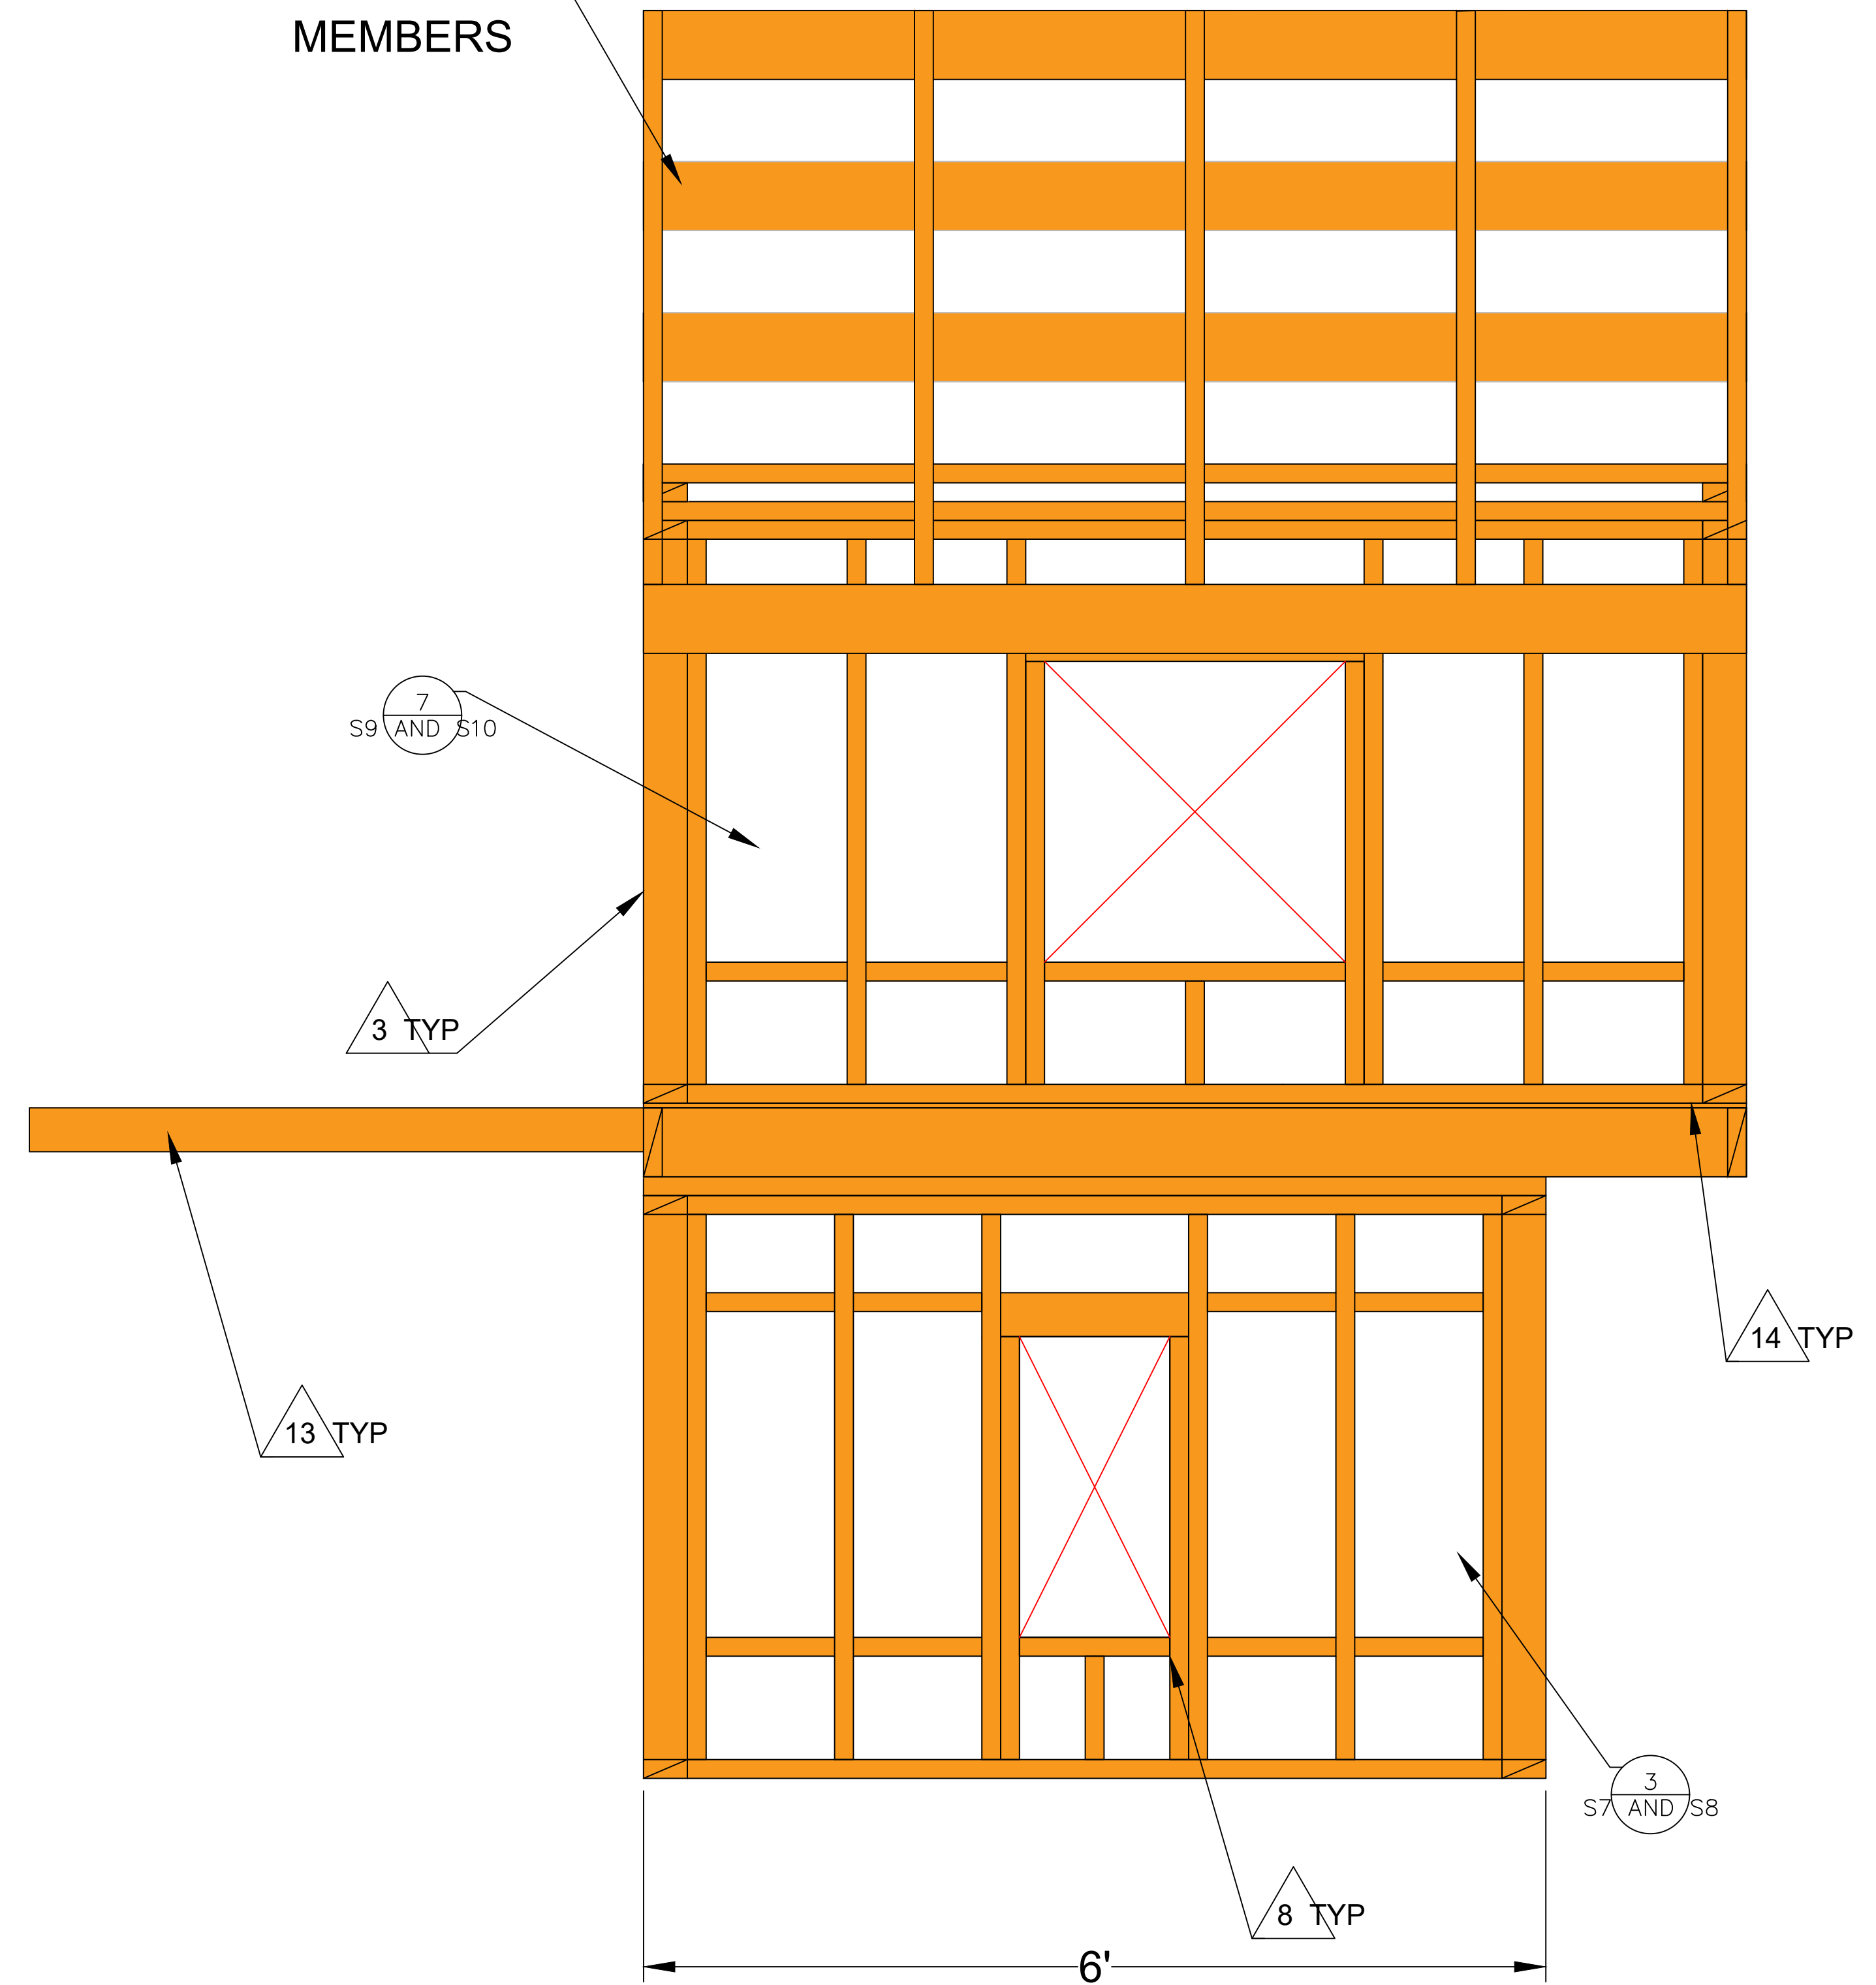 MEMBERS
7
S9 AND S10
3 TYP
14 TYP
13 TYP
3
S7 AND S8
8 TYP
6'